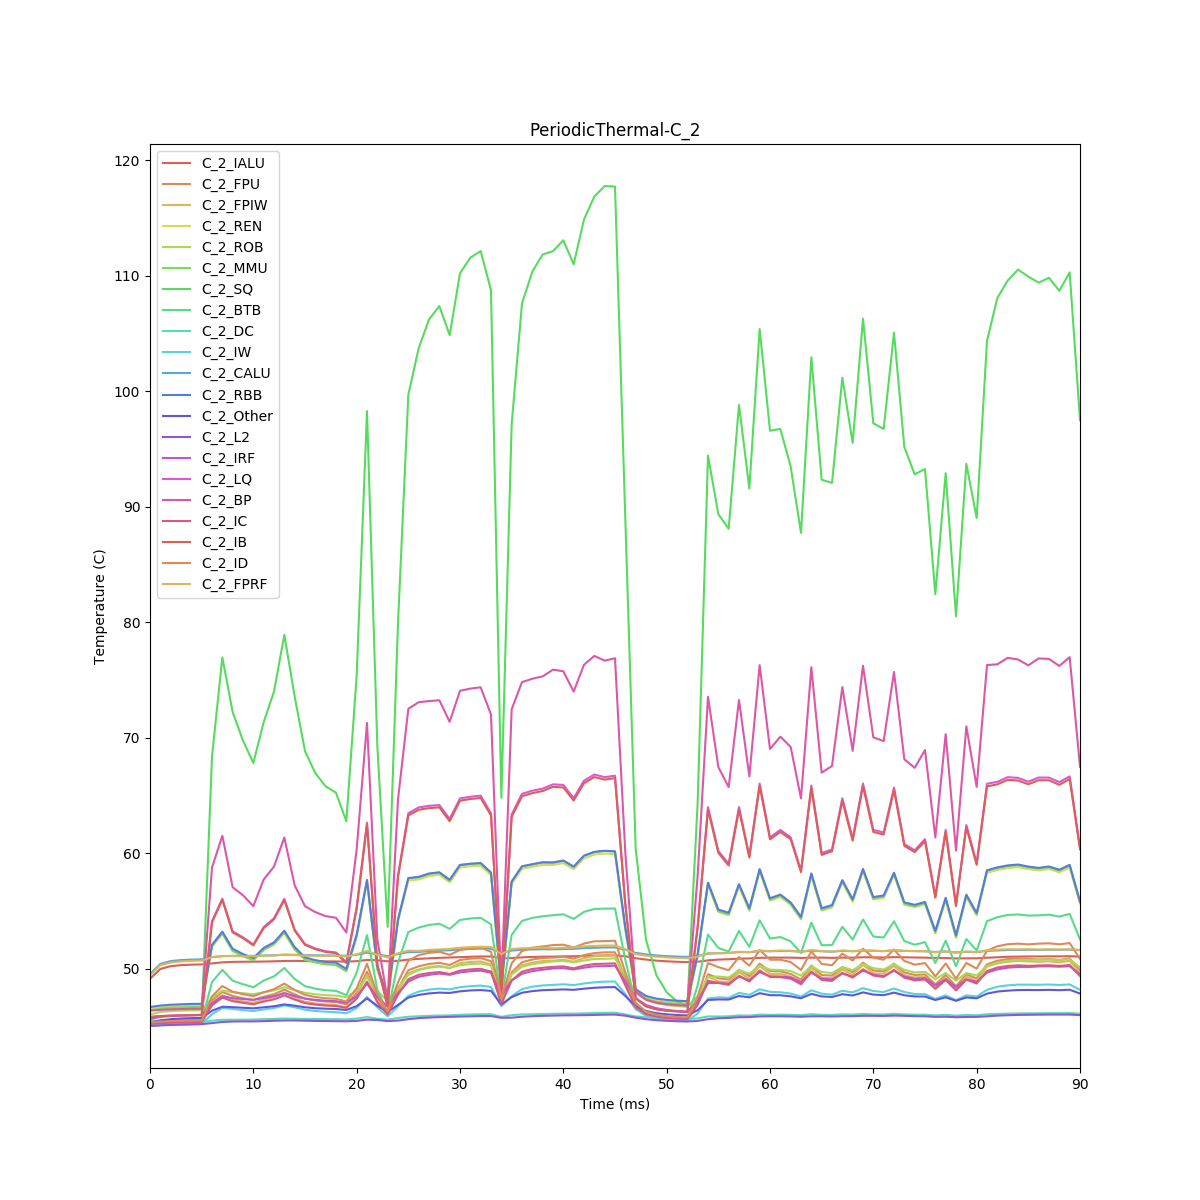 PeriodicThermal-C_2
120
110
100
90
80
70
60
50
Temperature (C)
C_2_IALU
C_2_FPU
C_2_FPIW
C_2_REN
C_2_ROB
C_2_MMU
C_2_SQ
C_2_BTB
C_2_DC
C_2_IW
C_2_CALU
C_2_RBB
C_2_Other
C_2_L2
C_2_IRF
C_2_LQ
C_2_BP
C_2_IC
C_2_IB
C_2_ID
C_2_FPRF
0 10 20 30 40 50 60 70 80 90
Time (ms)